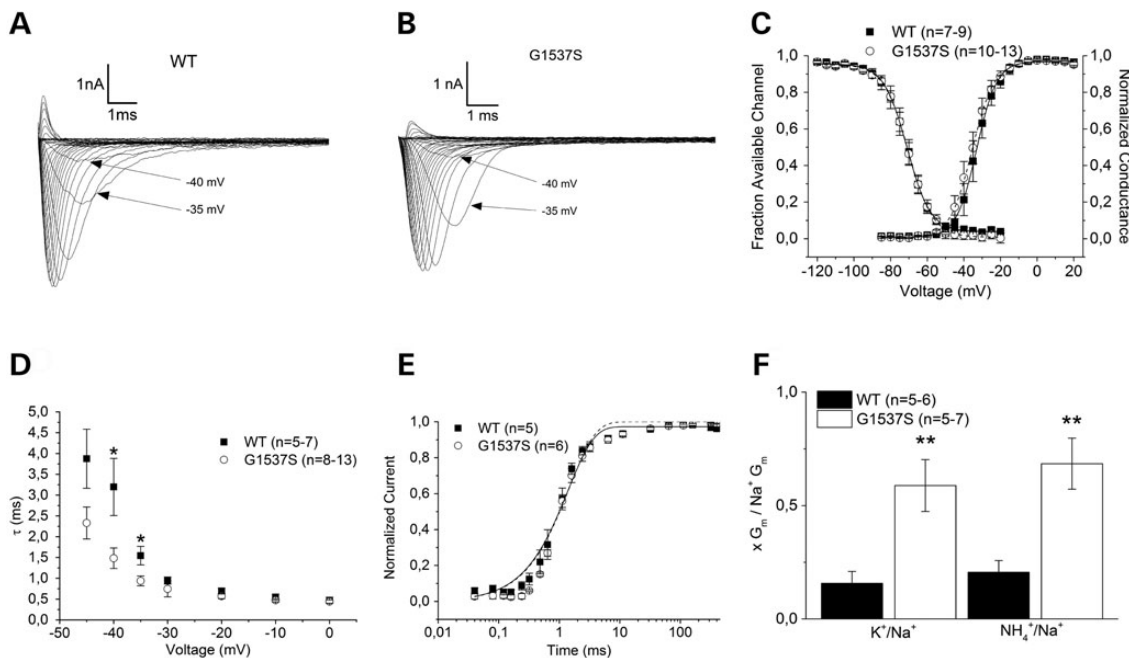 A
WT
1nA
1ms
-40 mV
-35 mV
B
G1537S
1 nA
1 ms
-40 mV
-35 mV
C
WT (n=7-9)
G1537S (n=10-13)
Fraction Available Channel
1,0
0,8
0,6
0,4
0,2
0,0
Normalized Conductance
1,0
0,8
0,6
0,4
0,2
0,0
-120 -100 -80 -60 -40 -20 0 20
Voltage (mV)
D
WT (n=5-7)
G1537S (n=8-13)
* *
τ (ms)
5,0
4,5
4,0
3,5
3,0
2,5
2,0
1,5
1,0
0,5
0,0
-50 -40 -30 -20 -10 0
Voltage (mV)
E
WT (n=5)
G1537S (n=6)
Normalized Current
1,0
0,8
0,6
0,4
0,2
0,0
0,01 0,1 1 10 100
Time (ms)
F
WT (n=5-6)
G1537S (n=5-7)
** **
x Gₘ / Na⁺ Gₘ
1,0
0,5
0,0
K⁺/Na⁺ NH₄⁺/Na⁺